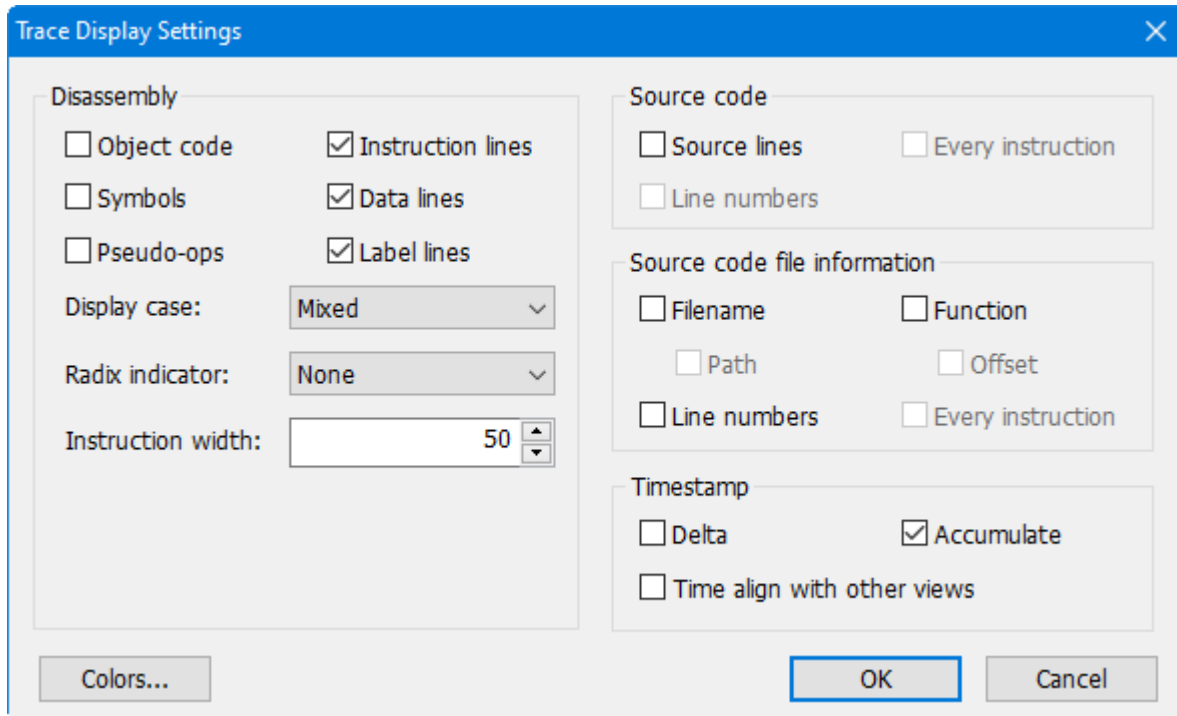 Trace Display Settings
Disassembly
Object code Instruction lines
Symbols Data lines
Pseudo-ops Label lines
Display case: Mixed
Radix indicator: None
Instruction width: 50
Source code
Source lines Every instruction
Line numbers
Source code file information
Filename Function
Path Offset
Line numbers Every instruction
Timestamp
Delta Accumulate
Time align with other views
Colors... OK Cancel